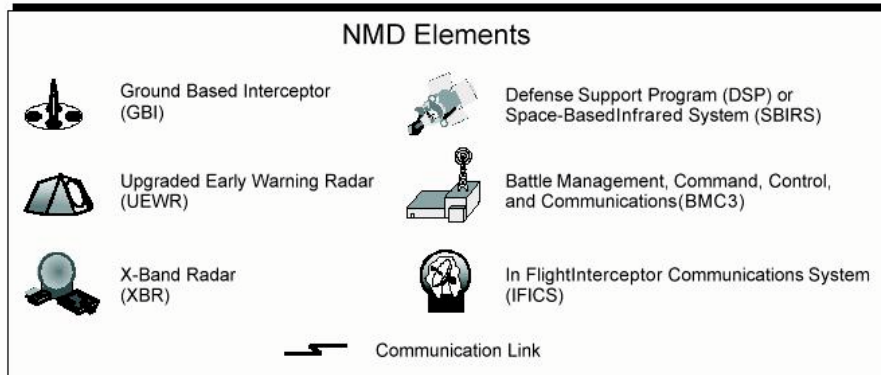 NMD Elements
Ground Based Interceptor
(GBI)
Defense Support Program (DSP) or
Space-BasedInfrared System (SBIRS)
Upgraded Early Warning Radar
(UEWR)
Battle Management, Command, Control,
and Communications(BMC3)
X-Band Radar
(XBR)
In FlightInterceptor Communications System
(IFICS)
Communication Link